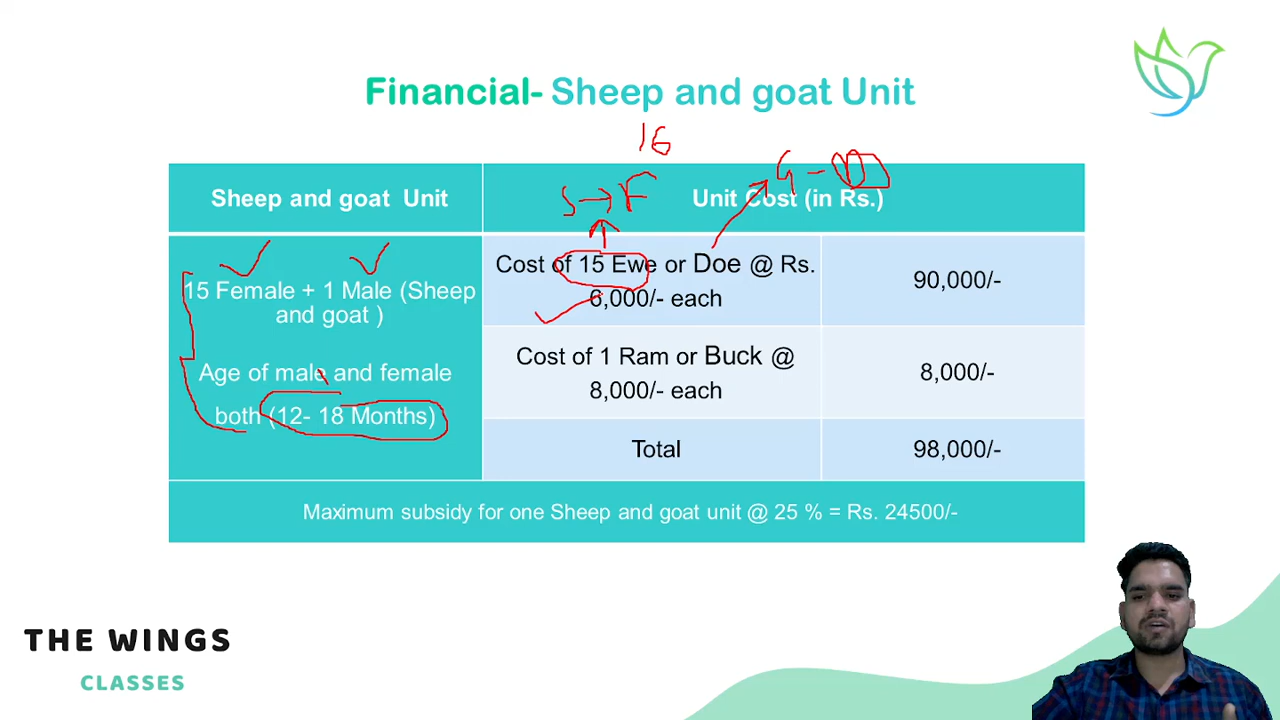 Financial- Sheep and goat Unit
16
Sheep and goat Unit
S → F
Unit Cost (in Rs.)
15 Female + 1 Male (Sheep
and goat )
Age of male and female
both (12- 18 Months)
Cost of 15 Ewe or Doe @ Rs.
6,000/- each
90,000/-
Cost of 1 Ram or Buck @
8,000/- each
8,000/-
Total
98,000/-
Maximum subsidy for one Sheep and goat unit @ 25 % = Rs. 24500/-
THE WINGS
CLASSES